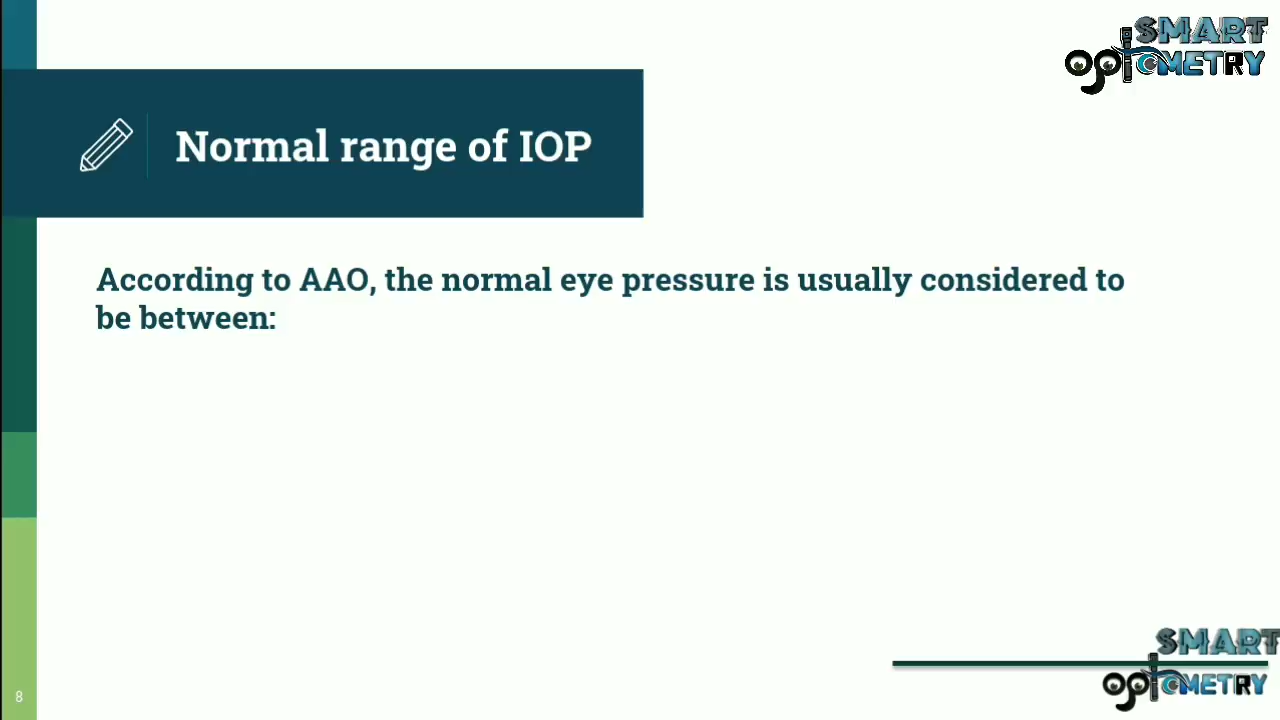 SMART
optOMETRY
Normal range of IOP
According to AAO, the normal eye pressure is usually considered to
be between:
SMART
optOMETRY
8